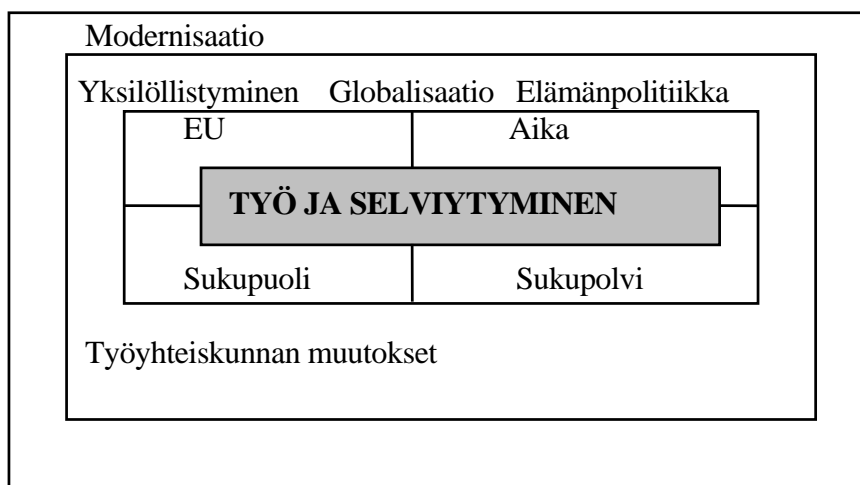 Modernisaatio
Yksilöllistyminen Globalisaatio Elämänpolitiikka
EU Aika
TYÖ JA SELVIYTYMINEN
Sukupuoli Sukupolvi
Työyhteiskunnan muutokset